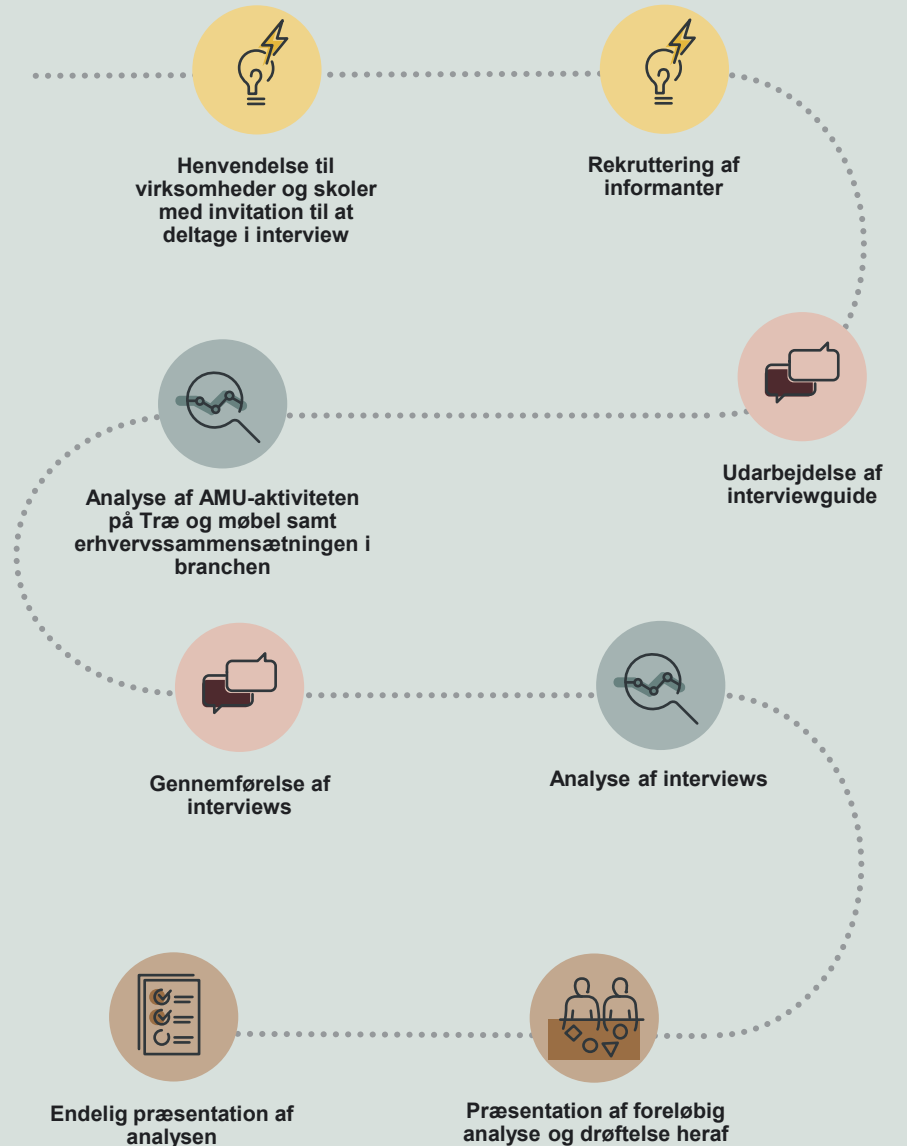 Henvendelse til
virksomheder og skoler
med invitation til at
deltage i interview
Rekruttering af
informanter
Udarbejdelse af
interviewguide
Analyse af AMU-aktiviteten
på Træ og møbel samt
erhvervssammensætningen i
branchen
Gennemførelse af
interviews
Analyse af interviews
Præsentation af foreløbig
analyse og drøftelse heraf
Endelig præsentation af
analysen